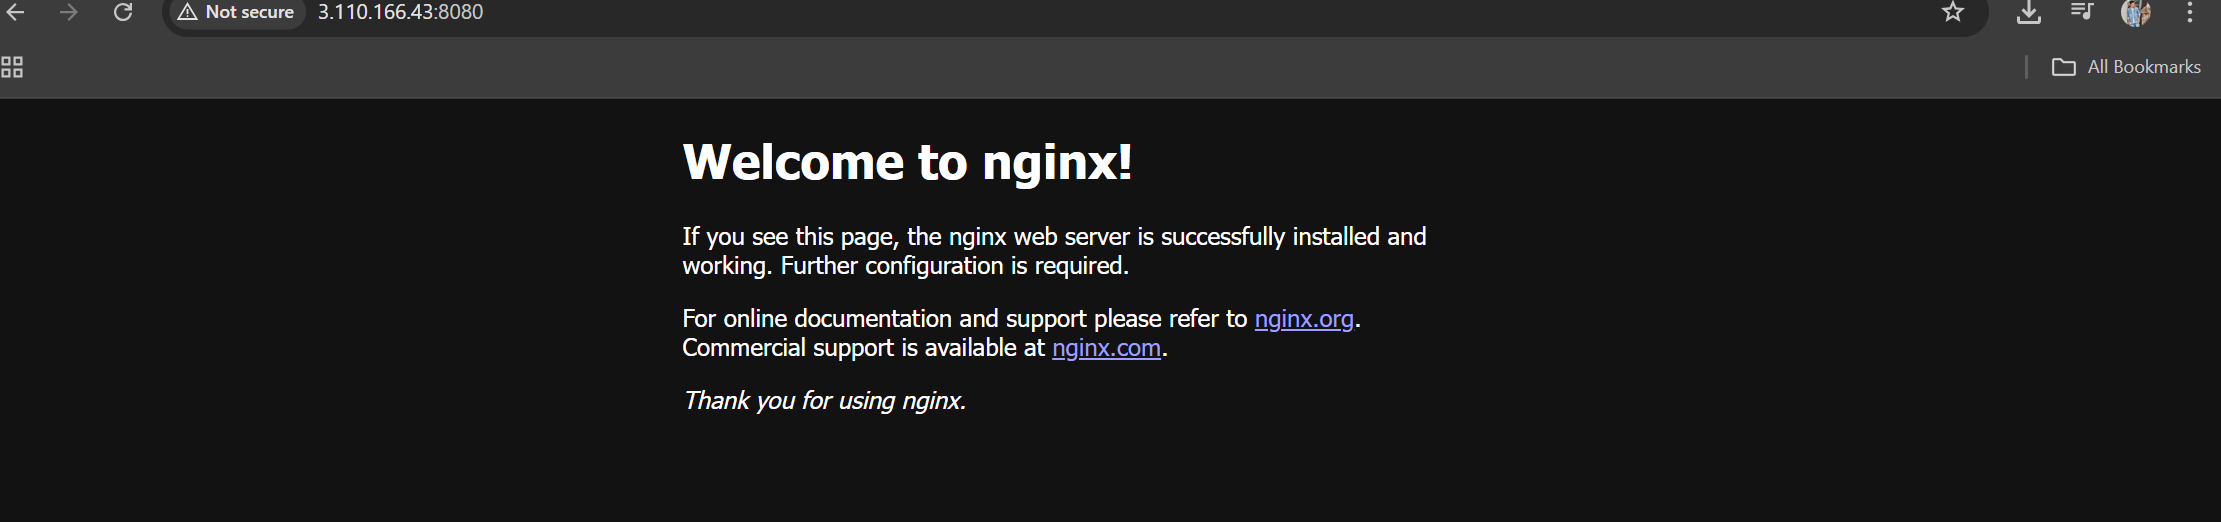 Not secure 3.110.166.43:8080
All Bookmarks
Welcome to nginx!
If you see this page, the nginx web server is successfully installed and
working. Further configuration is required.
For online documentation and support please refer to nginx.org.
Commercial support is available at nginx.com.
Thank you for using nginx.